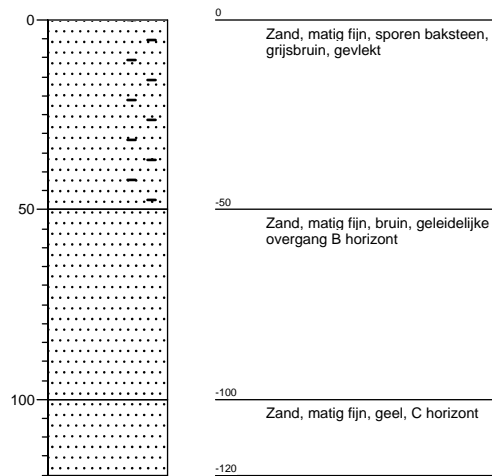 0
0
Zand, matig fijn, sporen baksteen,
grijsbruin, gevlekt
50
-50
Zand, matig fijn, bruin, geleidelijke
overgang B horizont
100
-100
Zand, matig fijn, geel, C horizont
-120